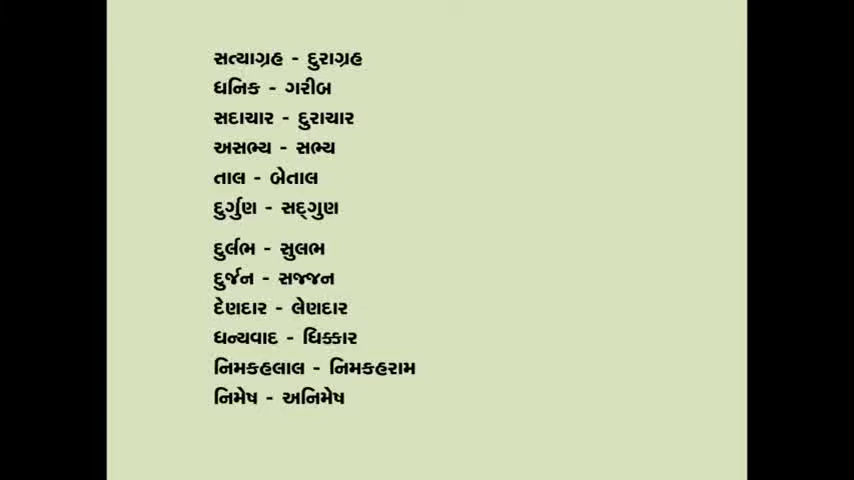 સત્યાગ્રહ - દુરાગ્રહ
ધનિક - ગરીબ
સદાચાર - દુરાચાર
અસભ્ય - સભ્ય
તાલ - બેતાલ
દુર્ગુણ - સદ્‌ગુણ
દુર્લભ - સુલભ
દુર્જન - સજ્જન
દેણદાર - લેણદાર
ધન્યવાદ - ધિક્કાર
નિમકહલાલ - નિમકહરામ
નિમેષ - અનિમેષ